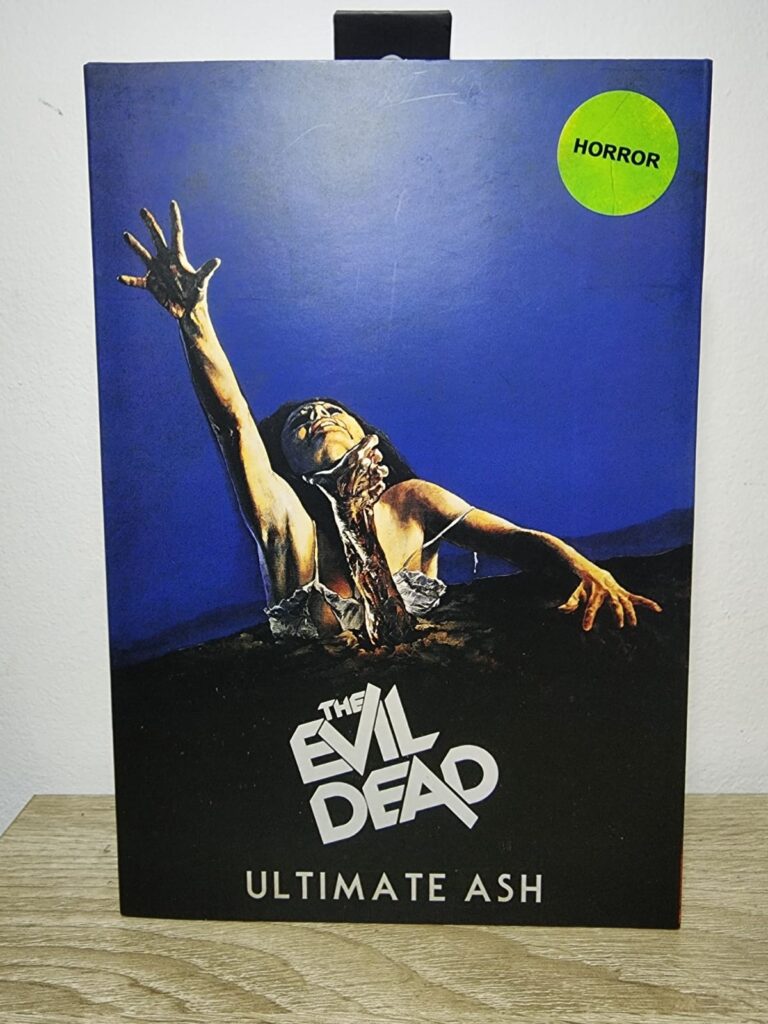 HORROR
THE
EVIL
DEAD
ULTIMATE ASH